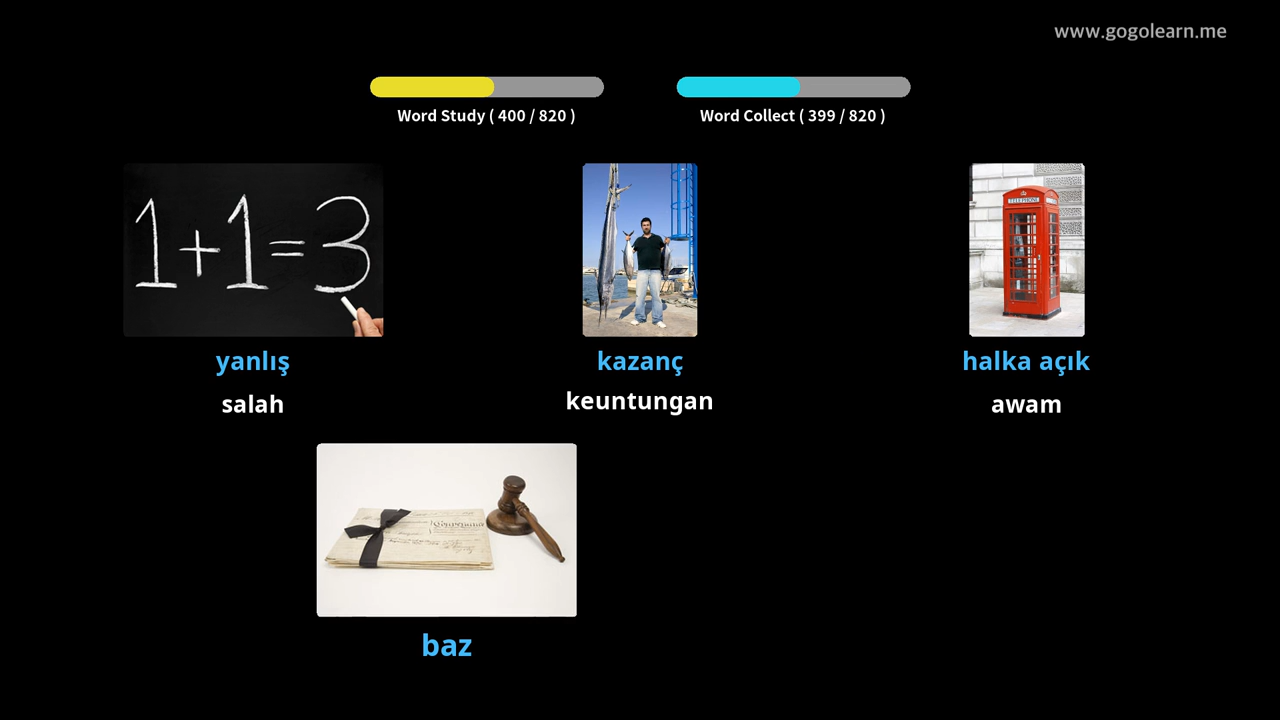 www.gogolearn.me
Word Study ( 400 / 820 )
Word Collect ( 399 / 820 )
1+1=3
TELEPHONE
yanlış
kazanç
halka açık
salah
keuntungan
awam
baz